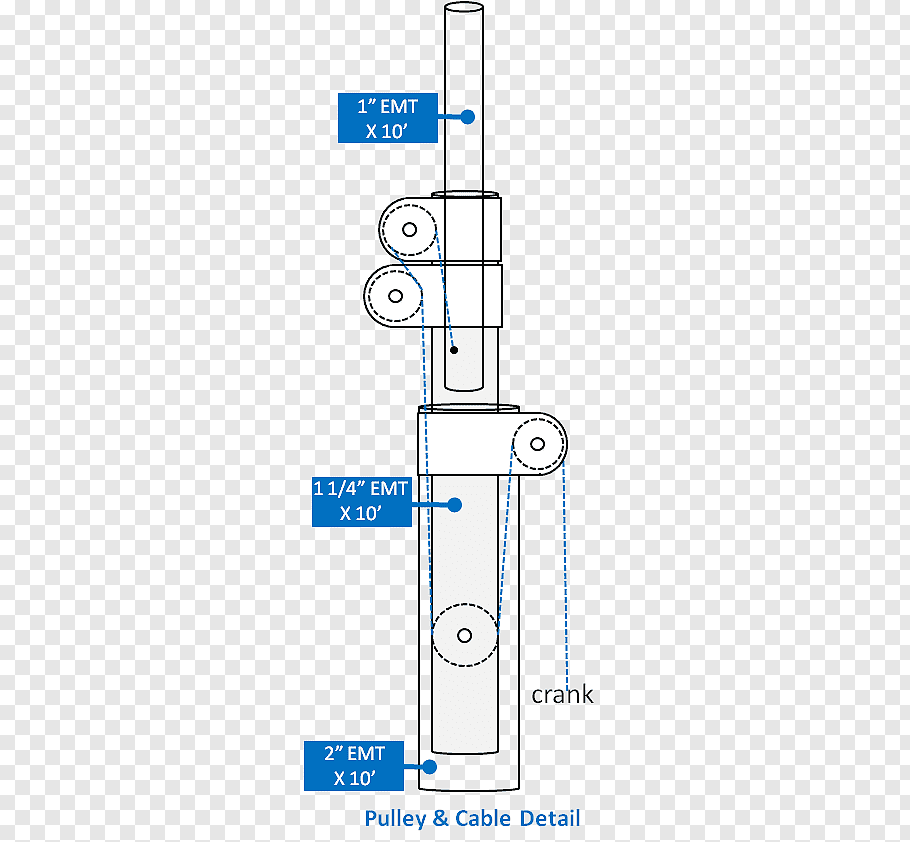 1” EMT
X 10’
1 1/4” EMT
X 10’
crank
2” EMT
X 10’
Pulley & Cable Detail